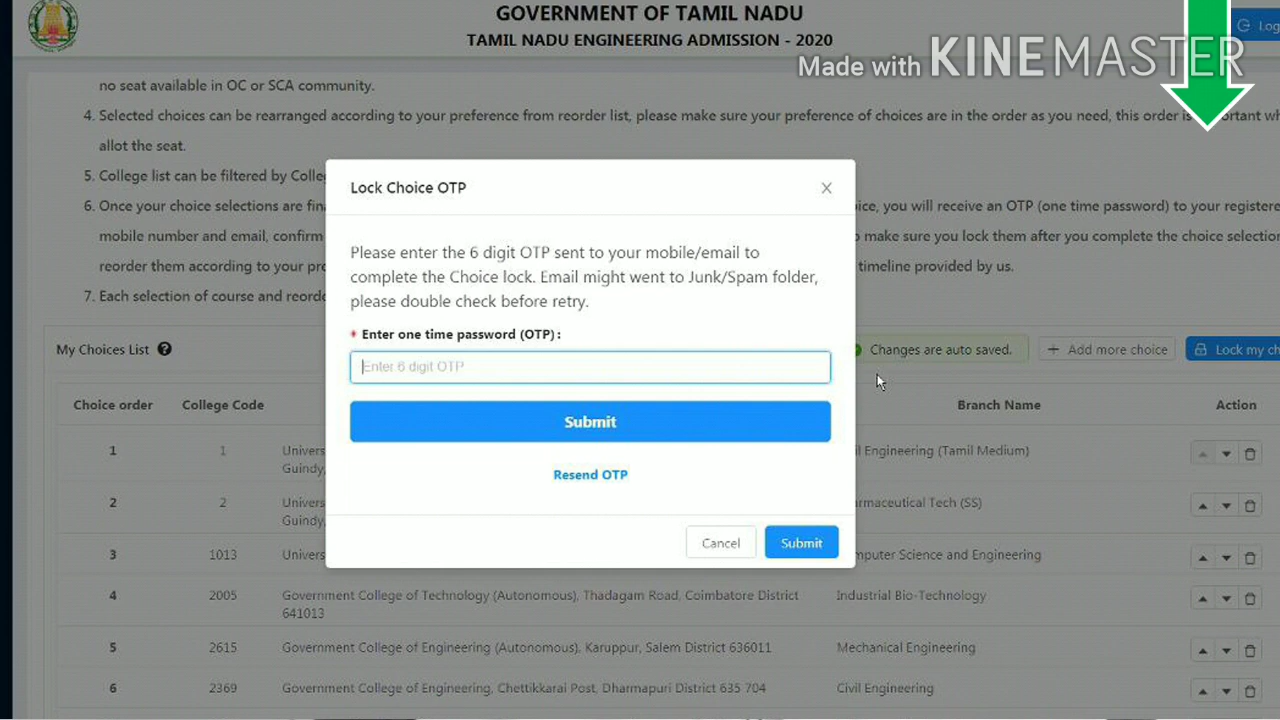 GOVERNMENT OF TAMIL NADU
TAMIL NADU ENGINEERING ADMISSION - 2020
Log
Made with KINEMASTER
no seat available in OC or SCA community.
4. Selected choices can be rearranged according to your preference from reorder list, please make sure your preference of choices are in the order as you need, this order is important wh
allot the seat.
5. College list can be filtered by Colleg
6. Once your choice selections are fina ice, you will receive an OTP (one time password) to your registere
mobile number and email, confirm make sure you lock them after you complete the choice selection
reorder them according to your pre timeline provided by us.
7. Each selection of course and reorde
Lock Choice OTP
Please enter the 6 digit OTP sent to your mobile/email to
complete the Choice lock. Email might went to Junk/Spam folder,
please double check before retry.
* Enter one time password (OTP) :
Enter 6 digit OTP
Submit
Resend OTP
Cancel Submit
My Choices List Changes are auto saved. + Add more choice Lock my ch
Choice order College Code Branch Name Action
1 1 Univers l Engineering (Tamil Medium)
Guindy,
2 2 Univers rmaceutical Tech (SS)
Guindy,
3 1013 Univers mputer Science and Engineering
4 2005 Government College of Technology (Autonomous), Thadagam Road, Coimbatore District Industrial Bio-Technology
641013
5 2615 Government College of Engineering (Autonomous), Karuppur, Salem District 636011 Mechanical Engineering
6 2369 Government College of Engineering, Chettikkarai Post, Dharmapuri District 635 704 Civil Engineering